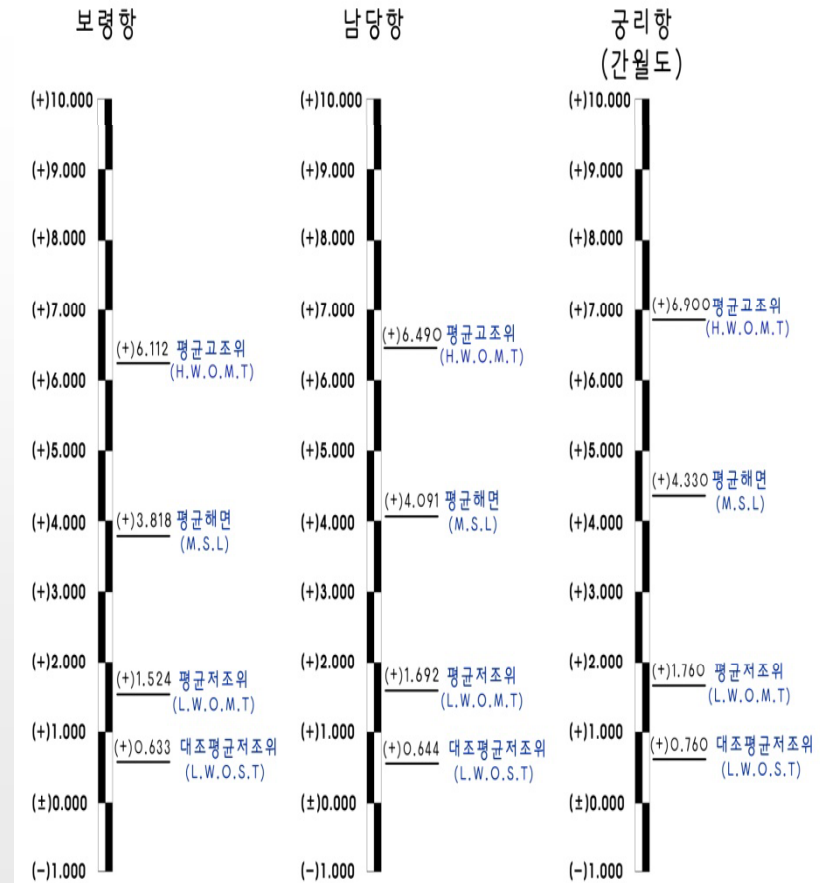 보령항
(+)10.000
(+)9.000
(+)8.000
(+)7.000
(+)6.112 평균고조위
(H.W.O.M.T)
(+)6.000
(+)5.000
(+)4.000
(+)3.818 평균해면
(M.S.L)
(+)3.000
(+)2.000
(+)1.524 평균저조위
(L.W.O.M.T)
(+)1.000
(+)0.633 대조평균저조위
(L.W.O.S.T)
(±)0.000
(-)1.000
남당항
(+)10.000
(+)9.000
(+)8.000
(+)7.000
(+)6.490 평균고조위
(H.W.O.M.T)
(+)6.000
(+)5.000
(+)4.091 평균해면
(M.S.L)
(+)4.000
(+)3.000
(+)2.000
(+)1.692 평균저조위
(L.W.O.M.T)
(+)1.000
(+)0.644 대조평균저조위
(L.W.O.S.T)
(±)0.000
(-)1.000
궁리항
(간월도)
(+)10.000
(+)9.000
(+)8.000
(+)7.000
(+)6.900 평균고조위
(H.W.O.M.T)
(+)6.000
(+)5.000
(+)4.330 평균해면
(M.S.L)
(+)4.000
(+)3.000
(+)2.000
(+)1.760 평균저조위
(L.W.O.M.T)
(+)1.000
(+)0.760 대조평균저조위
(L.W.O.S.T)
(±)0.000
(-)1.000